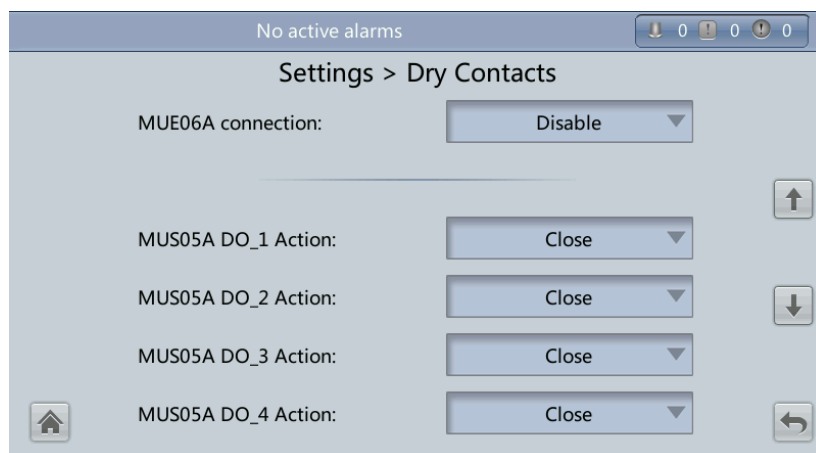 No active alarms 0 0 0
Settings > Dry Contacts
MUE06A connection: Disable
MUS05A DO_1 Action: Close
MUS05A DO_2 Action: Close
MUS05A DO_3 Action: Close
MUS05A DO_4 Action: Close